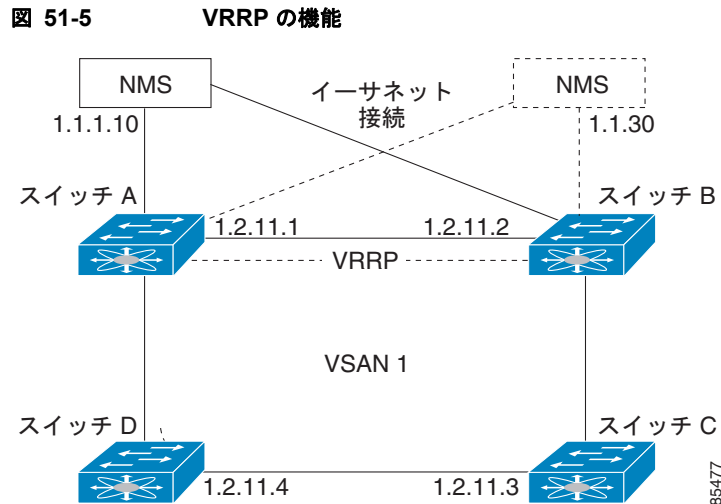 図 51-5 VRRP の機能
NMS
イーサネット
接続
NMS
1.1.1.10
1.1.30
スイッチ A
スイッチ B
1.2.11.1
1.2.11.2
VRRP
VSAN 1
スイッチ D
スイッチ C
1.2.11.4
1.2.11.3
85477